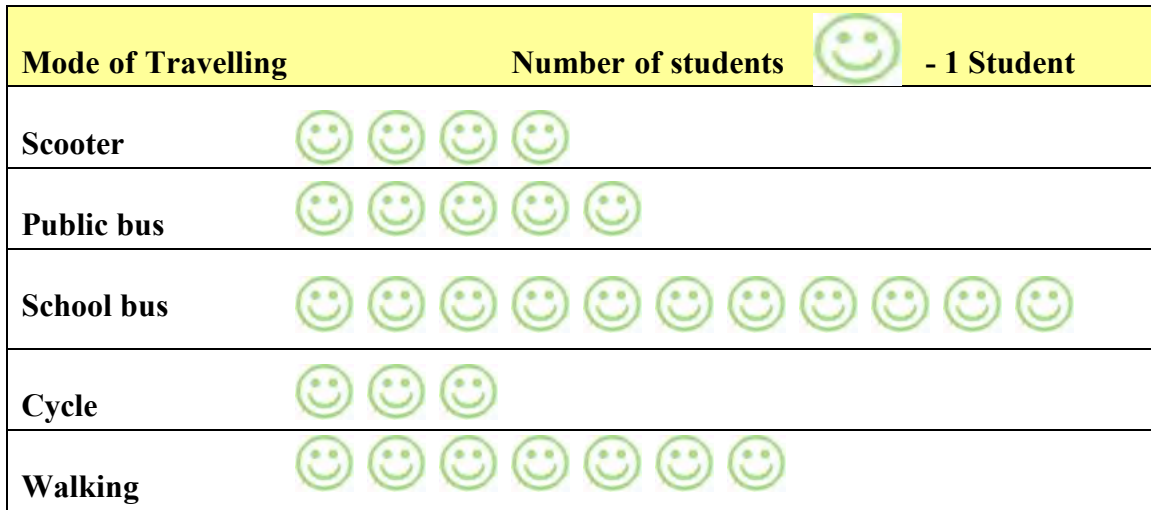 Mode of Travelling Number of students - 1 Student
Scooter
Public bus
School bus
Cycle
Walking